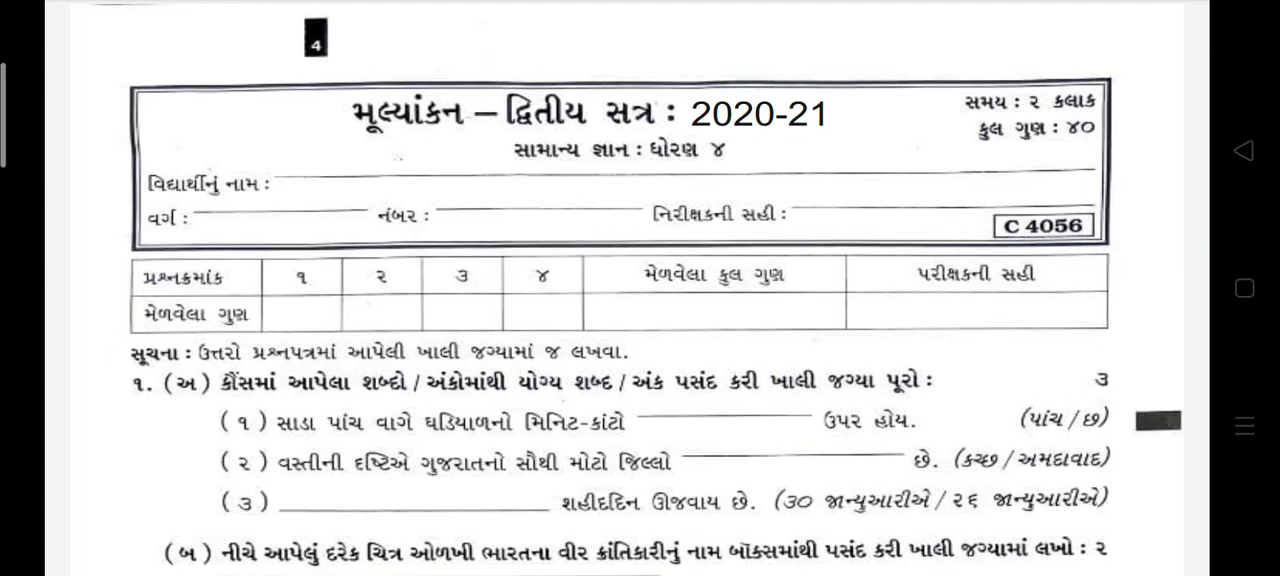 4
મૂલ્યાંકન – દ્વિતીય સત્ર : 2020-21
સમય : ૨ કલાક
કુલ ગુણ : ૪૦
સામાન્ય જ્ઞાન : ધોરણ ૪
વિદ્યાર્થીનું નામ :
વર્ગ : નંબર : નિરીક્ષકની સહી :
C 4056
પ્રશ્નક્રમાંક ૧ ૨ ૩ ૪ મેળવેલા કુલ ગુણ પરીક્ષકની સહી
મેળવેલા ગુણ
સૂચના : ઉત્તરો પ્રશ્નપત્રમાં આપેલી ખાલી જગ્યામાં જ લખવા.
૧. (અ) કૌંસમાં આપેલા શબ્દો / અંકોમાંથી યોગ્ય શબ્દ / અંક પસંદ કરી ખાલી જગ્યા પૂરો : ૩
(૧) સાડા પાંચ વાગે ઘડિયાળનો મિનિટ-કાંટો ઉપર હોય. (પાંચ / છ)
(૨) વસ્તીની દૃષ્ટિએ ગુજરાતનો સૌથી મોટો જિલ્લો છે. (કચ્છ / અમદાવાદ)
(૩) શહીદદિન ઊજવાય છે. (૩૦ જાન્યુઆરીએ / ૨૬ જાન્યુઆરીએ)
(બ) નીચે આપેલું દરેક ચિત્ર ઓળખી ભારતના વીર ક્રાંતિકારીનું નામ બૉક્સમાંથી પસંદ કરી ખાલી જગ્યામાં લખો : ૨